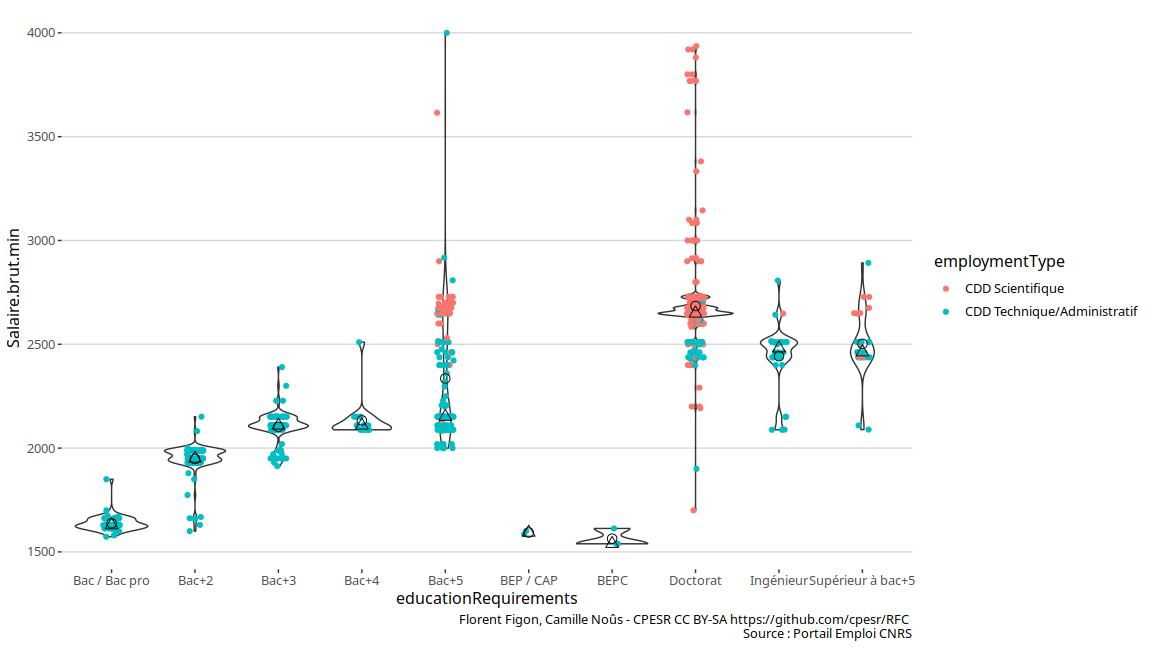 4000
3500
3000
2500
2000
1500
Salaire.brut.min
Bac / Bac pro
Bac+2
Bac+3
Bac+4
Bac+5
BEP / CAP
BEPC
Doctorat
Ingénieur
Supérieur à bac+5
educationRequirements
employmentType
CDD Scientifique
CDD Technique/Administratif
Florent Figon, Camille Noûs - CPESR CC BY-SA https://github.com/cpesr/RFC
Source : Portail Emploi CNRS